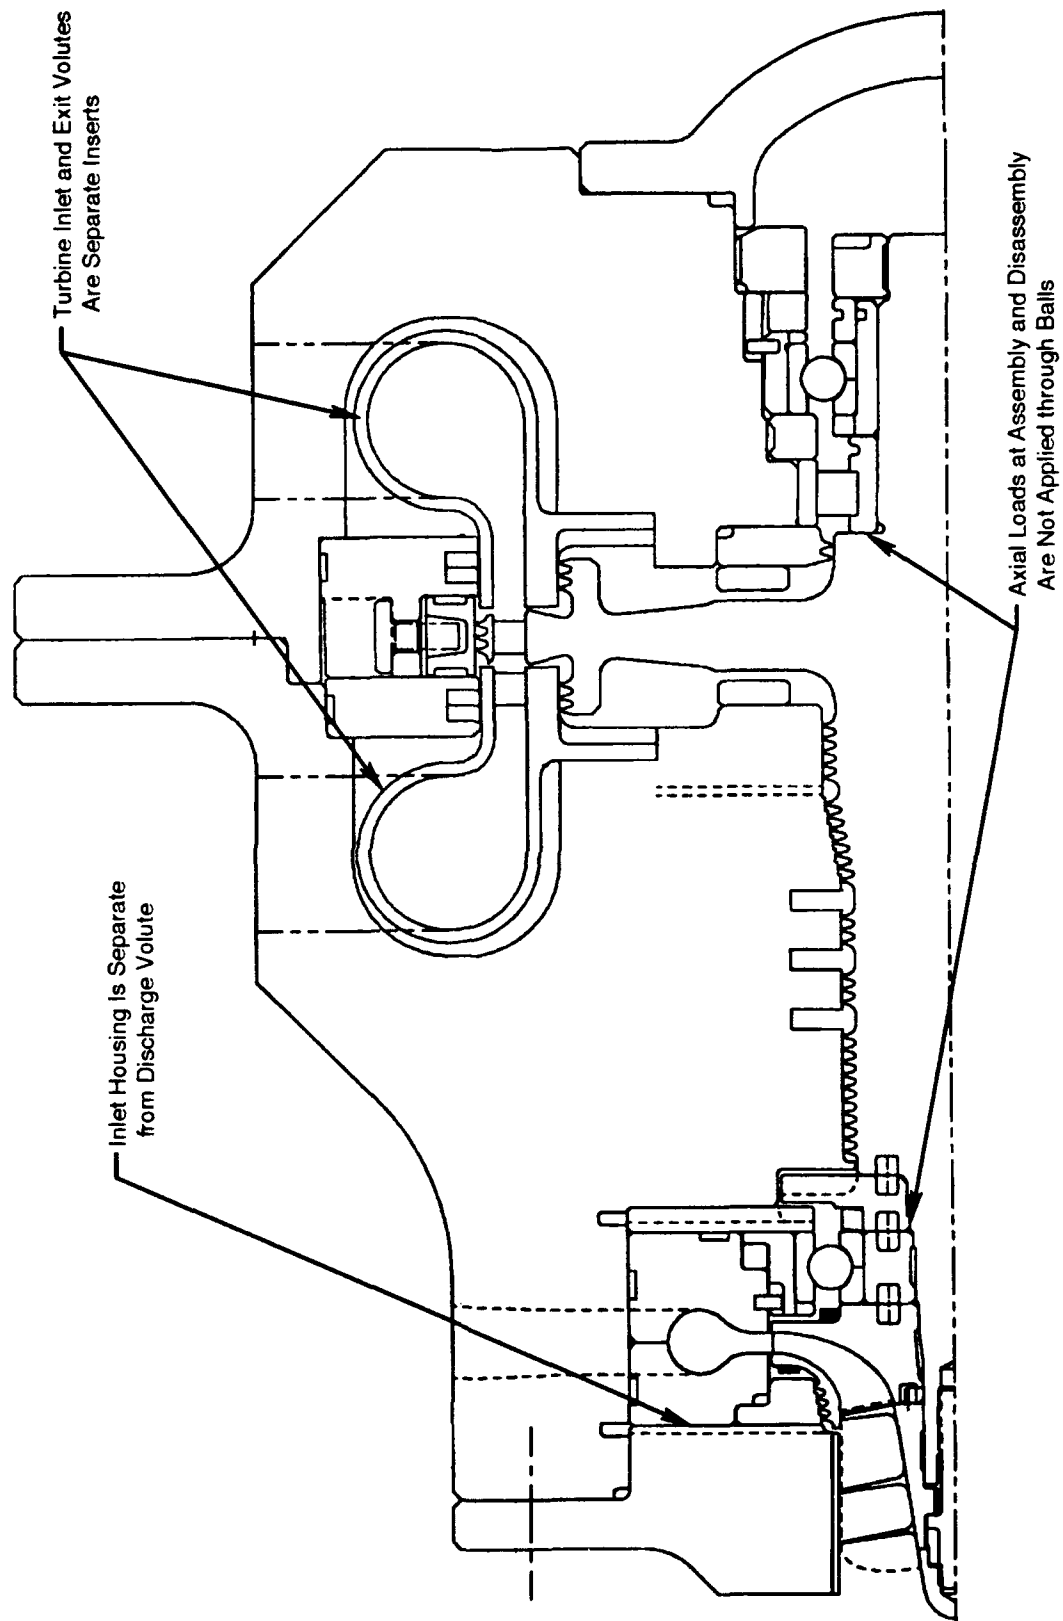 Turbine Inlet and Exit Volutes
Are Separate Inserts
Inlet Housing Is Separate
from Discharge Volute
Axial Loads at Assembly and Disassembly
Are Not Applied through Balls